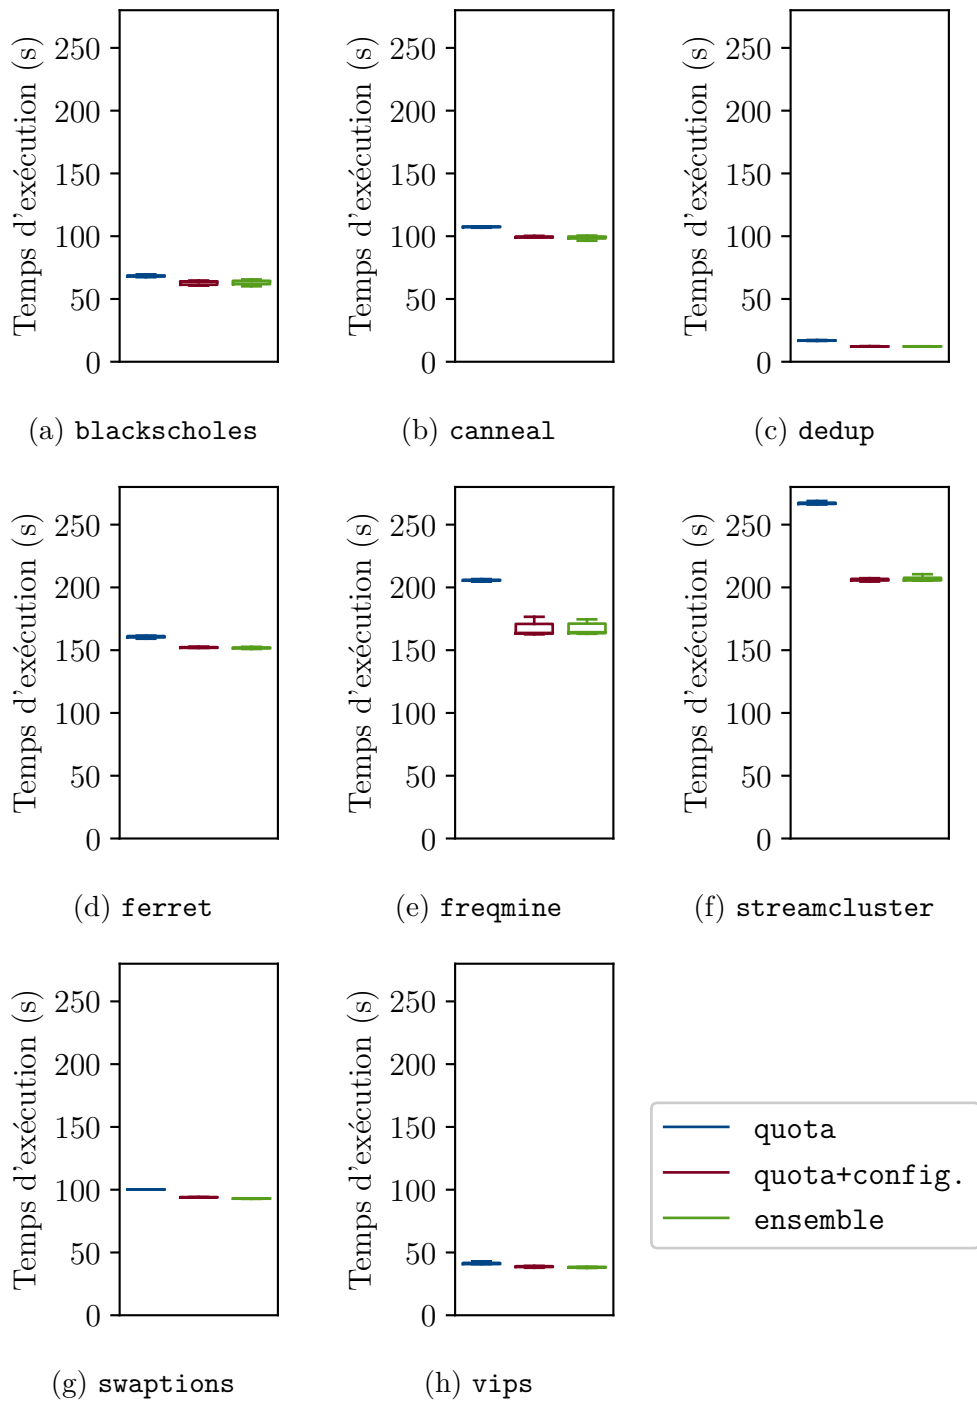 Temps d'exécution (s)
250
200
150
100
50
0
(a) blackscholes
Temps d'exécution (s)
250
200
150
100
50
0
(b) canneal
Temps d'exécution (s)
250
200
150
100
50
0
(c) dedup
Temps d'exécution (s)
250
200
150
100
50
0
(d) ferret
Temps d'exécution (s)
250
200
150
100
50
0
(e) freqmine
Temps d'exécution (s)
250
200
150
100
50
0
(f) streamcluster
Temps d'exécution (s)
250
200
150
100
50
0
(g) swaptions
Temps d'exécution (s)
250
200
150
100
50
0
(h) vips
quota
quota+config.
ensemble